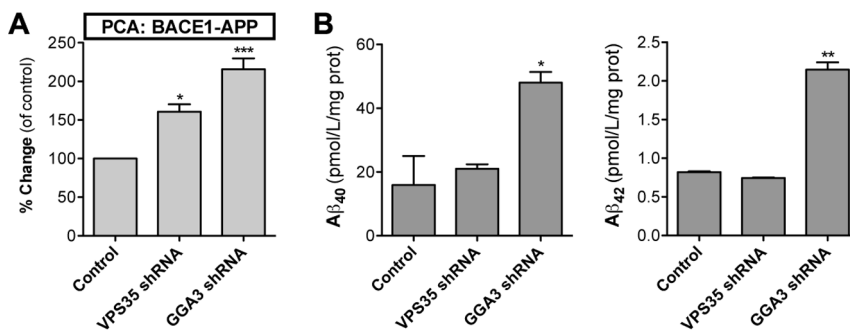 A
PCA: BACE1-APP
% Change (of control)
250
200
150
100
50
0
*
***
Control
VPS35 shRNA
GGA3 shRNA
B
Aβ40 (pmol/L/mg prot)
60
40
20
0
*
Control
VPS35 shRNA
GGA3 shRNA
Aβ42 (pmol/L/mg prot)
2.5
2.0
1.5
1.0
0.5
0.0
**
Control
VPS35 shRNA
GGA3 shRNA